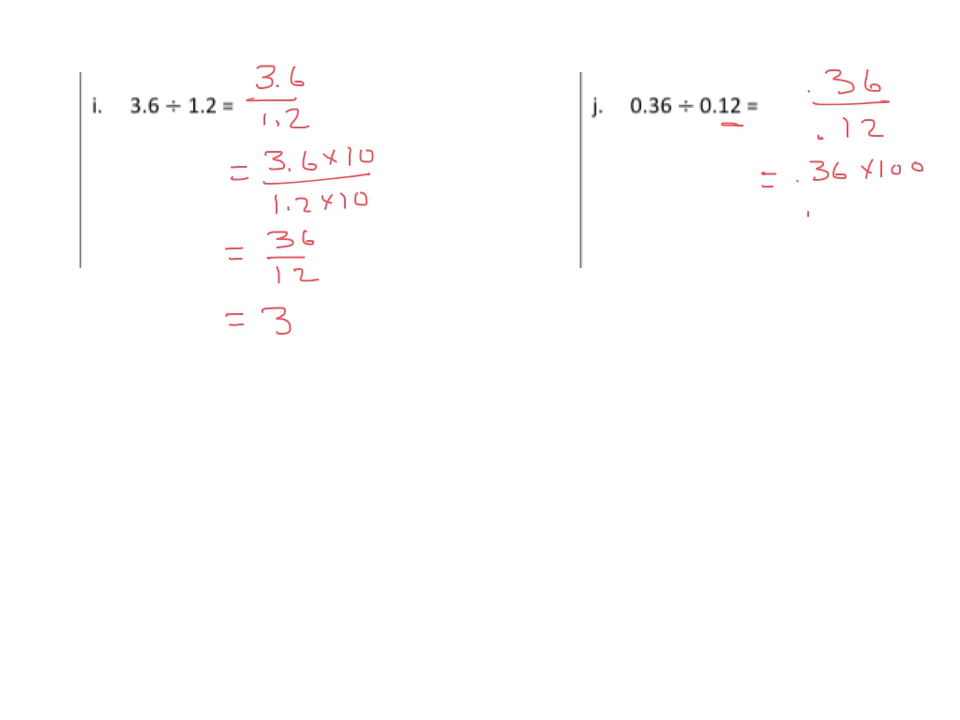 i. 3.6 ÷ 1.2 = 3.6
1.2
= 3.6 × 10
1.2 × 10
= 36
12
= 3
j. 0.36 ÷ 0.12 = .36
.12
= .36 × 100